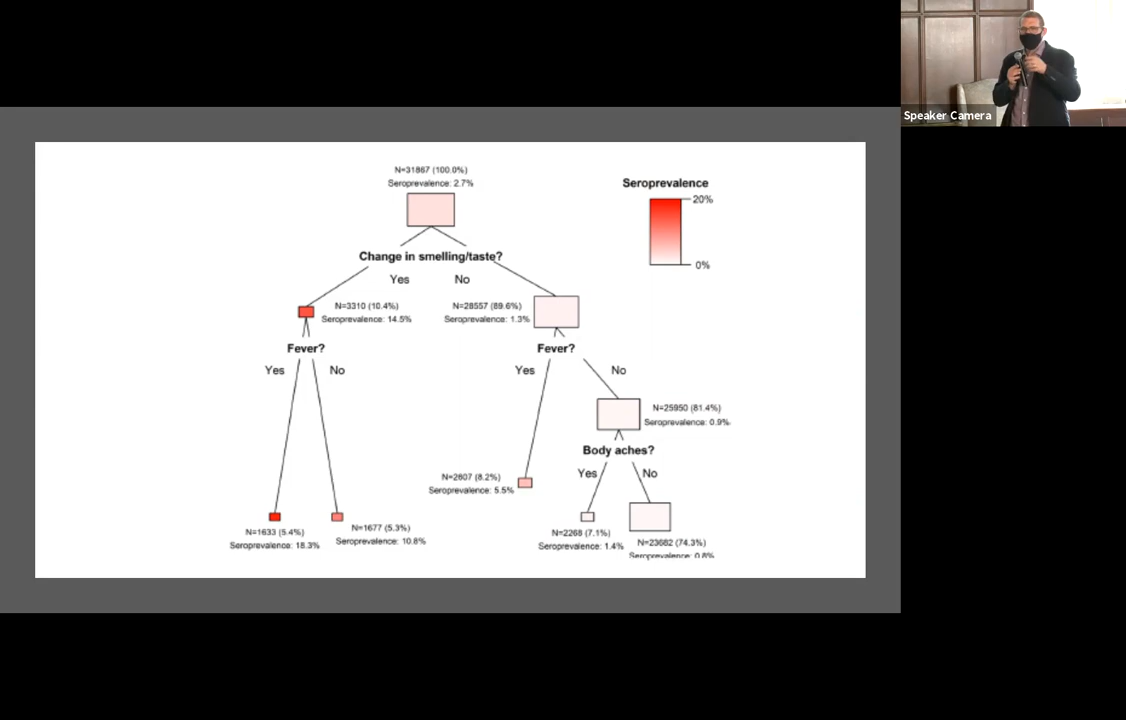 Speaker Camera
N=31867 (100.0%)
Seroprevalence: 2.7%
Seroprevalence
20%
0%
Change in smelling/taste?
Yes
No
N=3310 (10.4%)
Seroprevalence: 14.5%
N=28557 (89.6%)
Seroprevalence: 1.3%
Fever?
Yes
No
Fever?
Yes
No
N=25950 (81.4%)
Seroprevalence: 0.9%
Body aches?
Yes
No
N=2607 (8.2%)
Seroprevalence: 5.5%
N=1633 (5.4%)
Seroprevalence: 18.3%
N=1677 (5.3%)
Seroprevalence: 10.8%
N=2268 (7.1%)
Seroprevalence: 1.4%
N=23682 (74.3%)
Seroprevalence: 0.8%